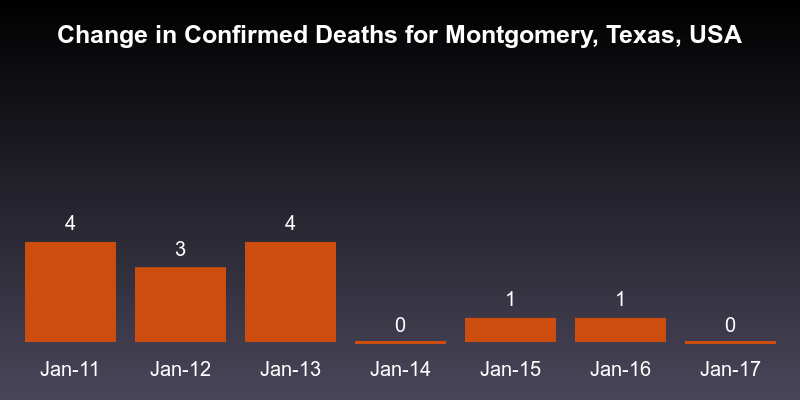 Change in Confirmed Deaths for Montgomery, Texas, USA
4 3 4 0 1 1 0
Jan-11 Jan-12 Jan-13 Jan-14 Jan-15 Jan-16 Jan-17